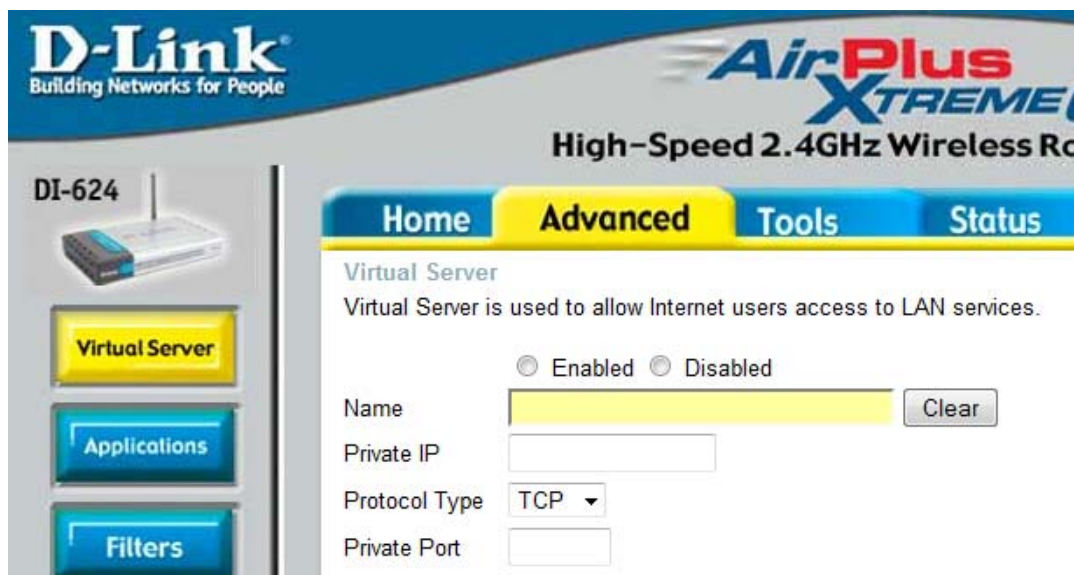 D-Link
Building Networks for People
AirPlus
XTREME
High-Speed 2.4GHz Wireless
DI-624
Home Advanced Tools Status
Virtual Server
Virtual Server is used to allow Internet users access to LAN services.
Virtual Server
Enabled Disabled
Name Clear
Applications
Private IP
Protocol Type TCP
Filters
Private Port